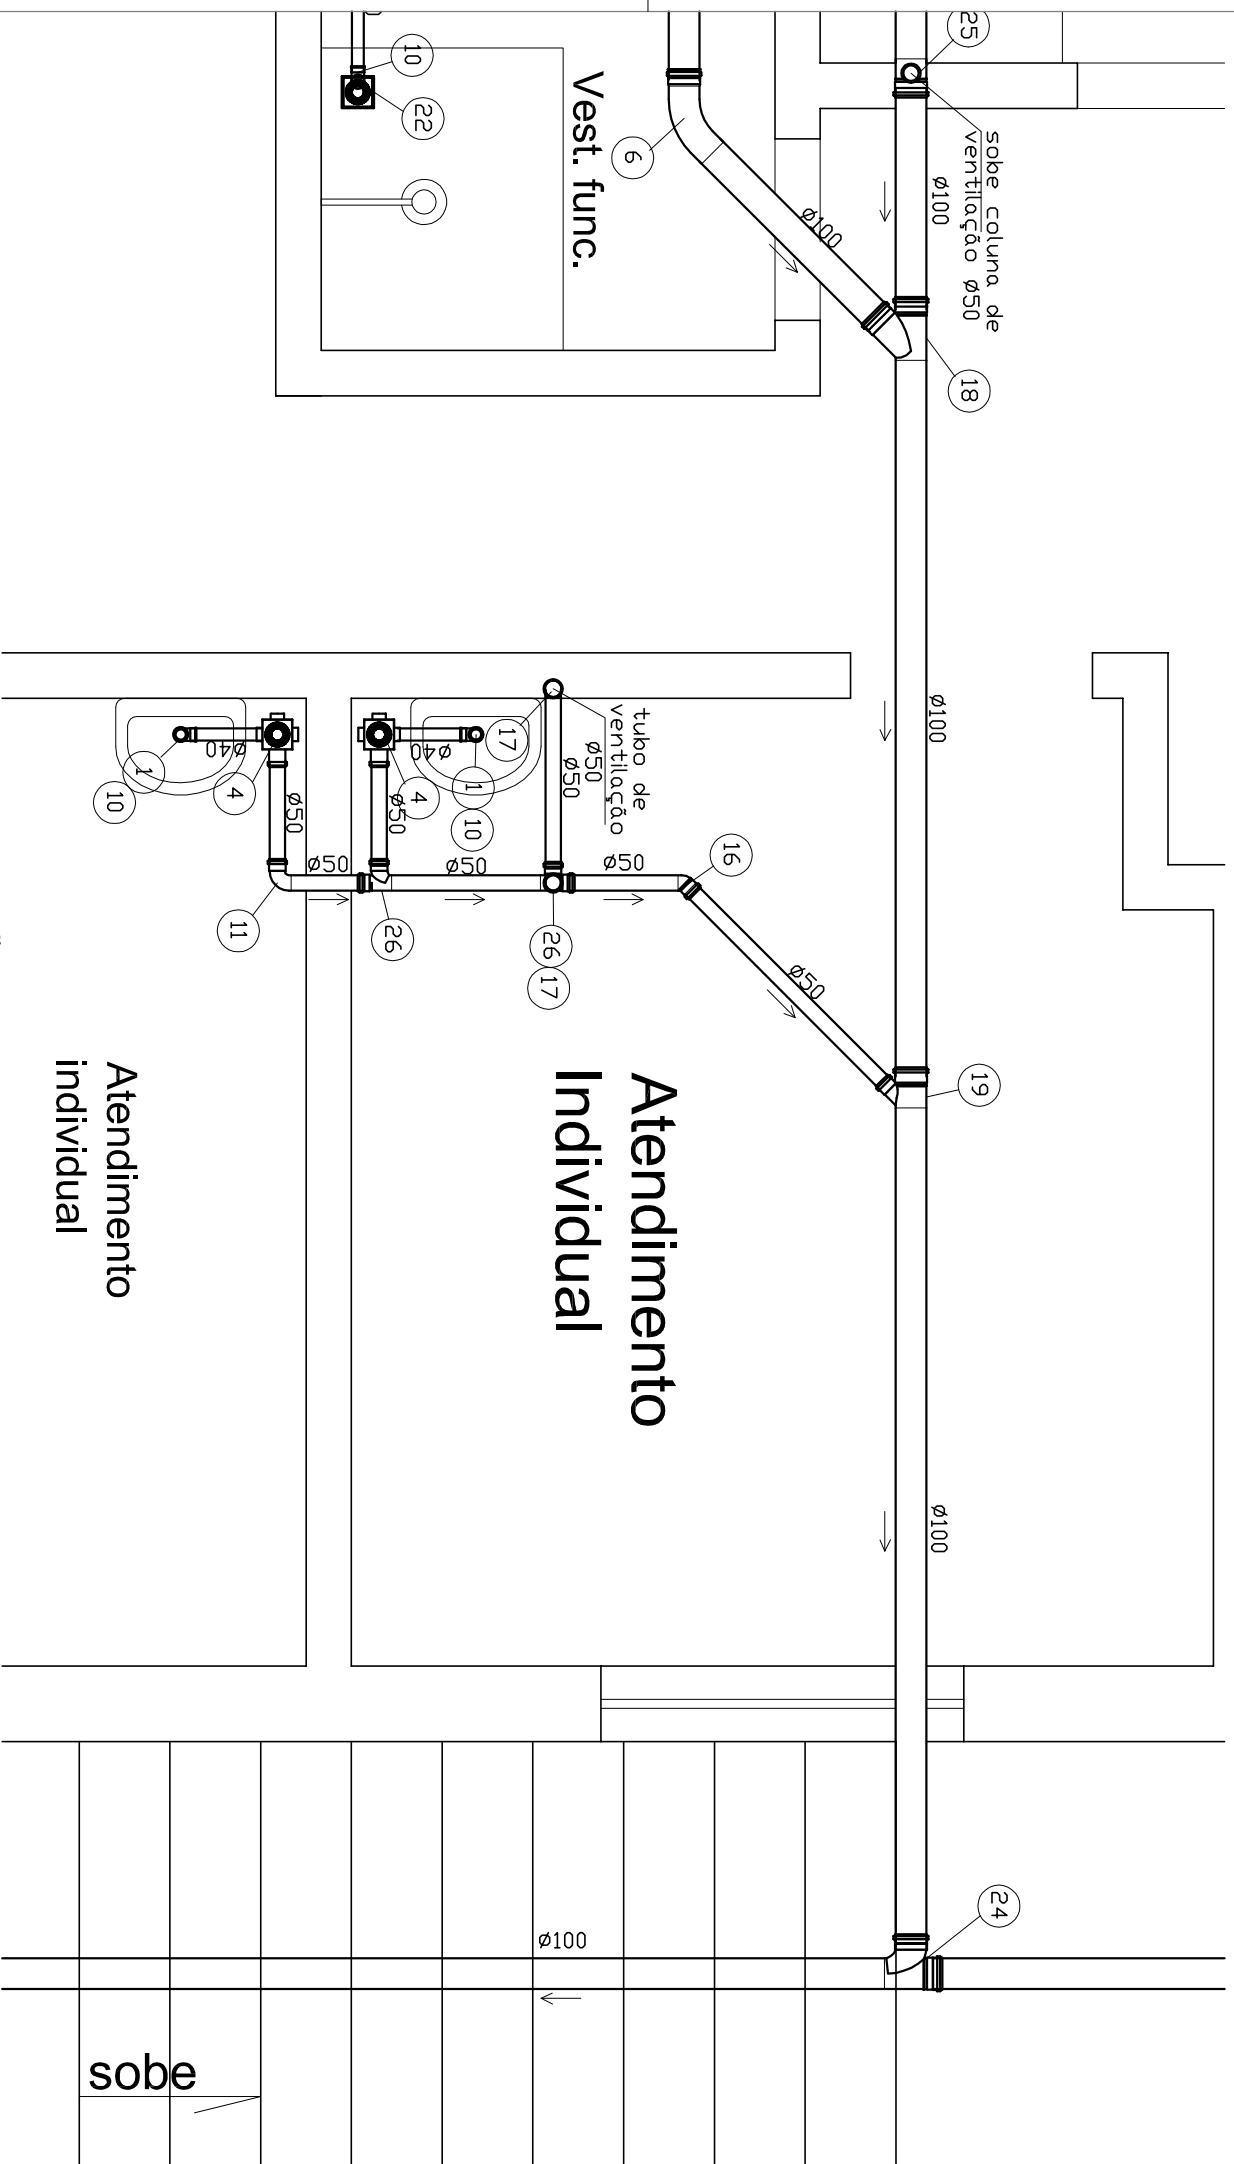 25
10
22
Vest. func.
6
sobe coluna de
ventilação ø50
ø100
ø100
18
ø100
tubo de
ventilação
ø50
ø50
17
ø40
ø40
1
10
4
1
10
4
ø50
ø50
ø50
ø50
ø50
16
11
26
26
17
ø50
19
Atendimento
Individual
Atendimento
individual
ø100
24
ø100
sobe